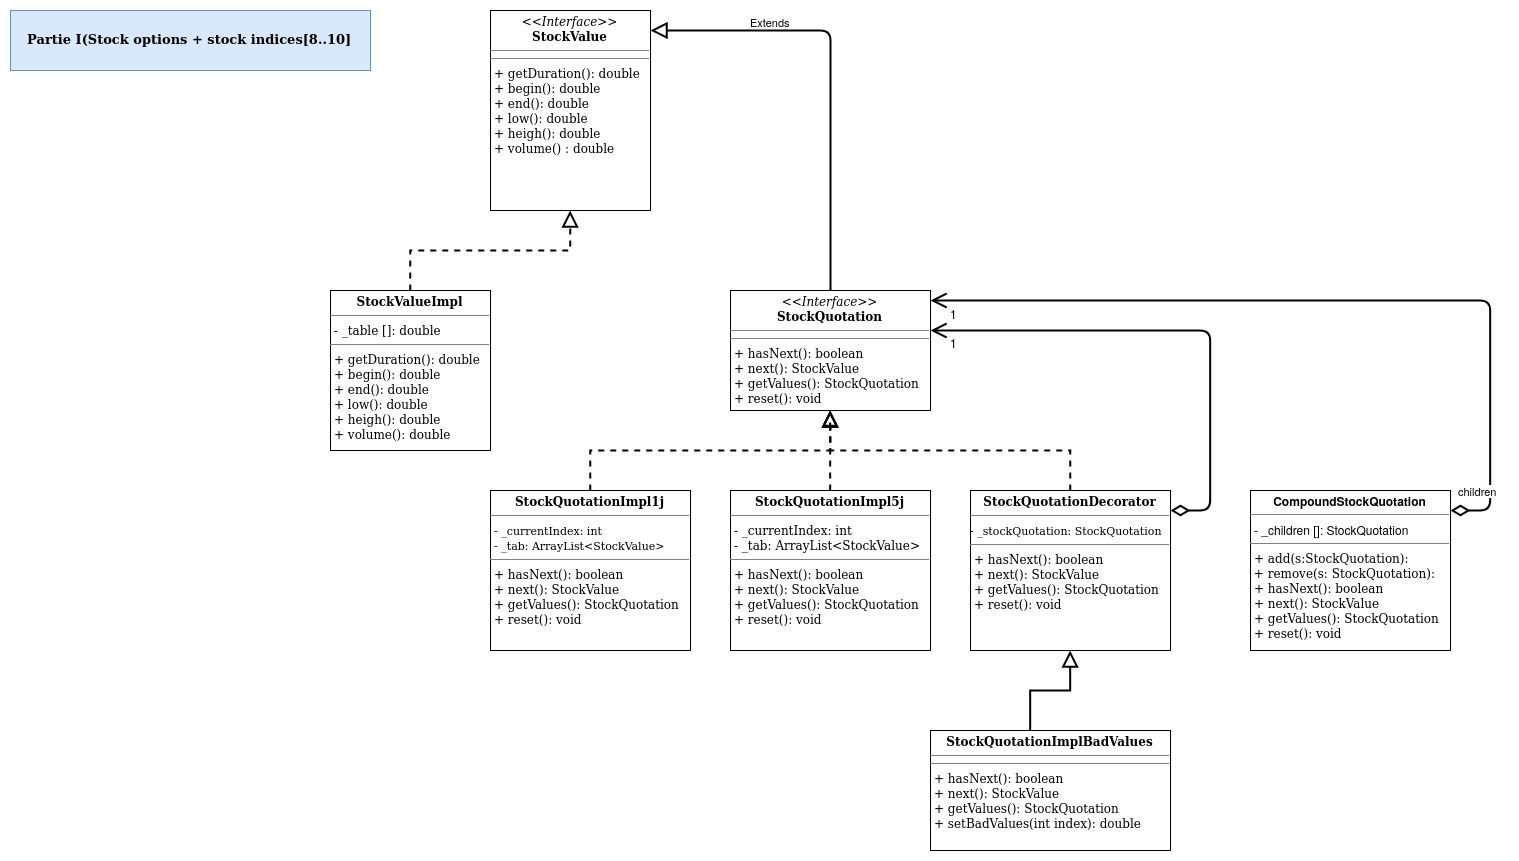 Partie I(Stock options + stock indices[8..10]
<<Interface>>
StockValue
+ getDuration(): double
+ begin(): double
+ end(): double
+ low(): double
+ heigh(): double
+ volume() : double
Extends
StockValueImpl
- _table []: double
+ getDuration(): double
+ begin(): double
+ end(): double
+ low(): double
+ heigh(): double
+ volume(): double
<<Interface>>
StockQuotation
+ hasNext(): boolean
+ next(): StockValue
+ getValues(): StockQuotation
+ reset(): void
1
1
StockQuotationImpl1j
- _currentIndex: int
- _tab: ArrayList<StockValue>
+ hasNext(): boolean
+ next(): StockValue
+ getValues(): StockQuotation
+ reset(): void
StockQuotationImpl5j
- _currentIndex: int
- _tab: ArrayList<StockValue>
+ hasNext(): boolean
+ next(): StockValue
+ getValues(): StockQuotation
+ reset(): void
StockQuotationDecorator
- _stockQuotation: StockQuotation
+ hasNext(): boolean
+ next(): StockValue
+ getValues(): StockQuotation
+ reset(): void
children
CompoundStockQuotation
- _children []: StockQuotation
+ add(s:StockQuotation):
+ remove(s: StockQuotation):
+ hasNext(): boolean
+ next(): StockValue
+ getValues(): StockQuotation
+ reset(): void
StockQuotationImplBadValues
+ hasNext(): boolean
+ next(): StockValue
+ getValues(): StockQuotation
+ setBadValues(int index): double